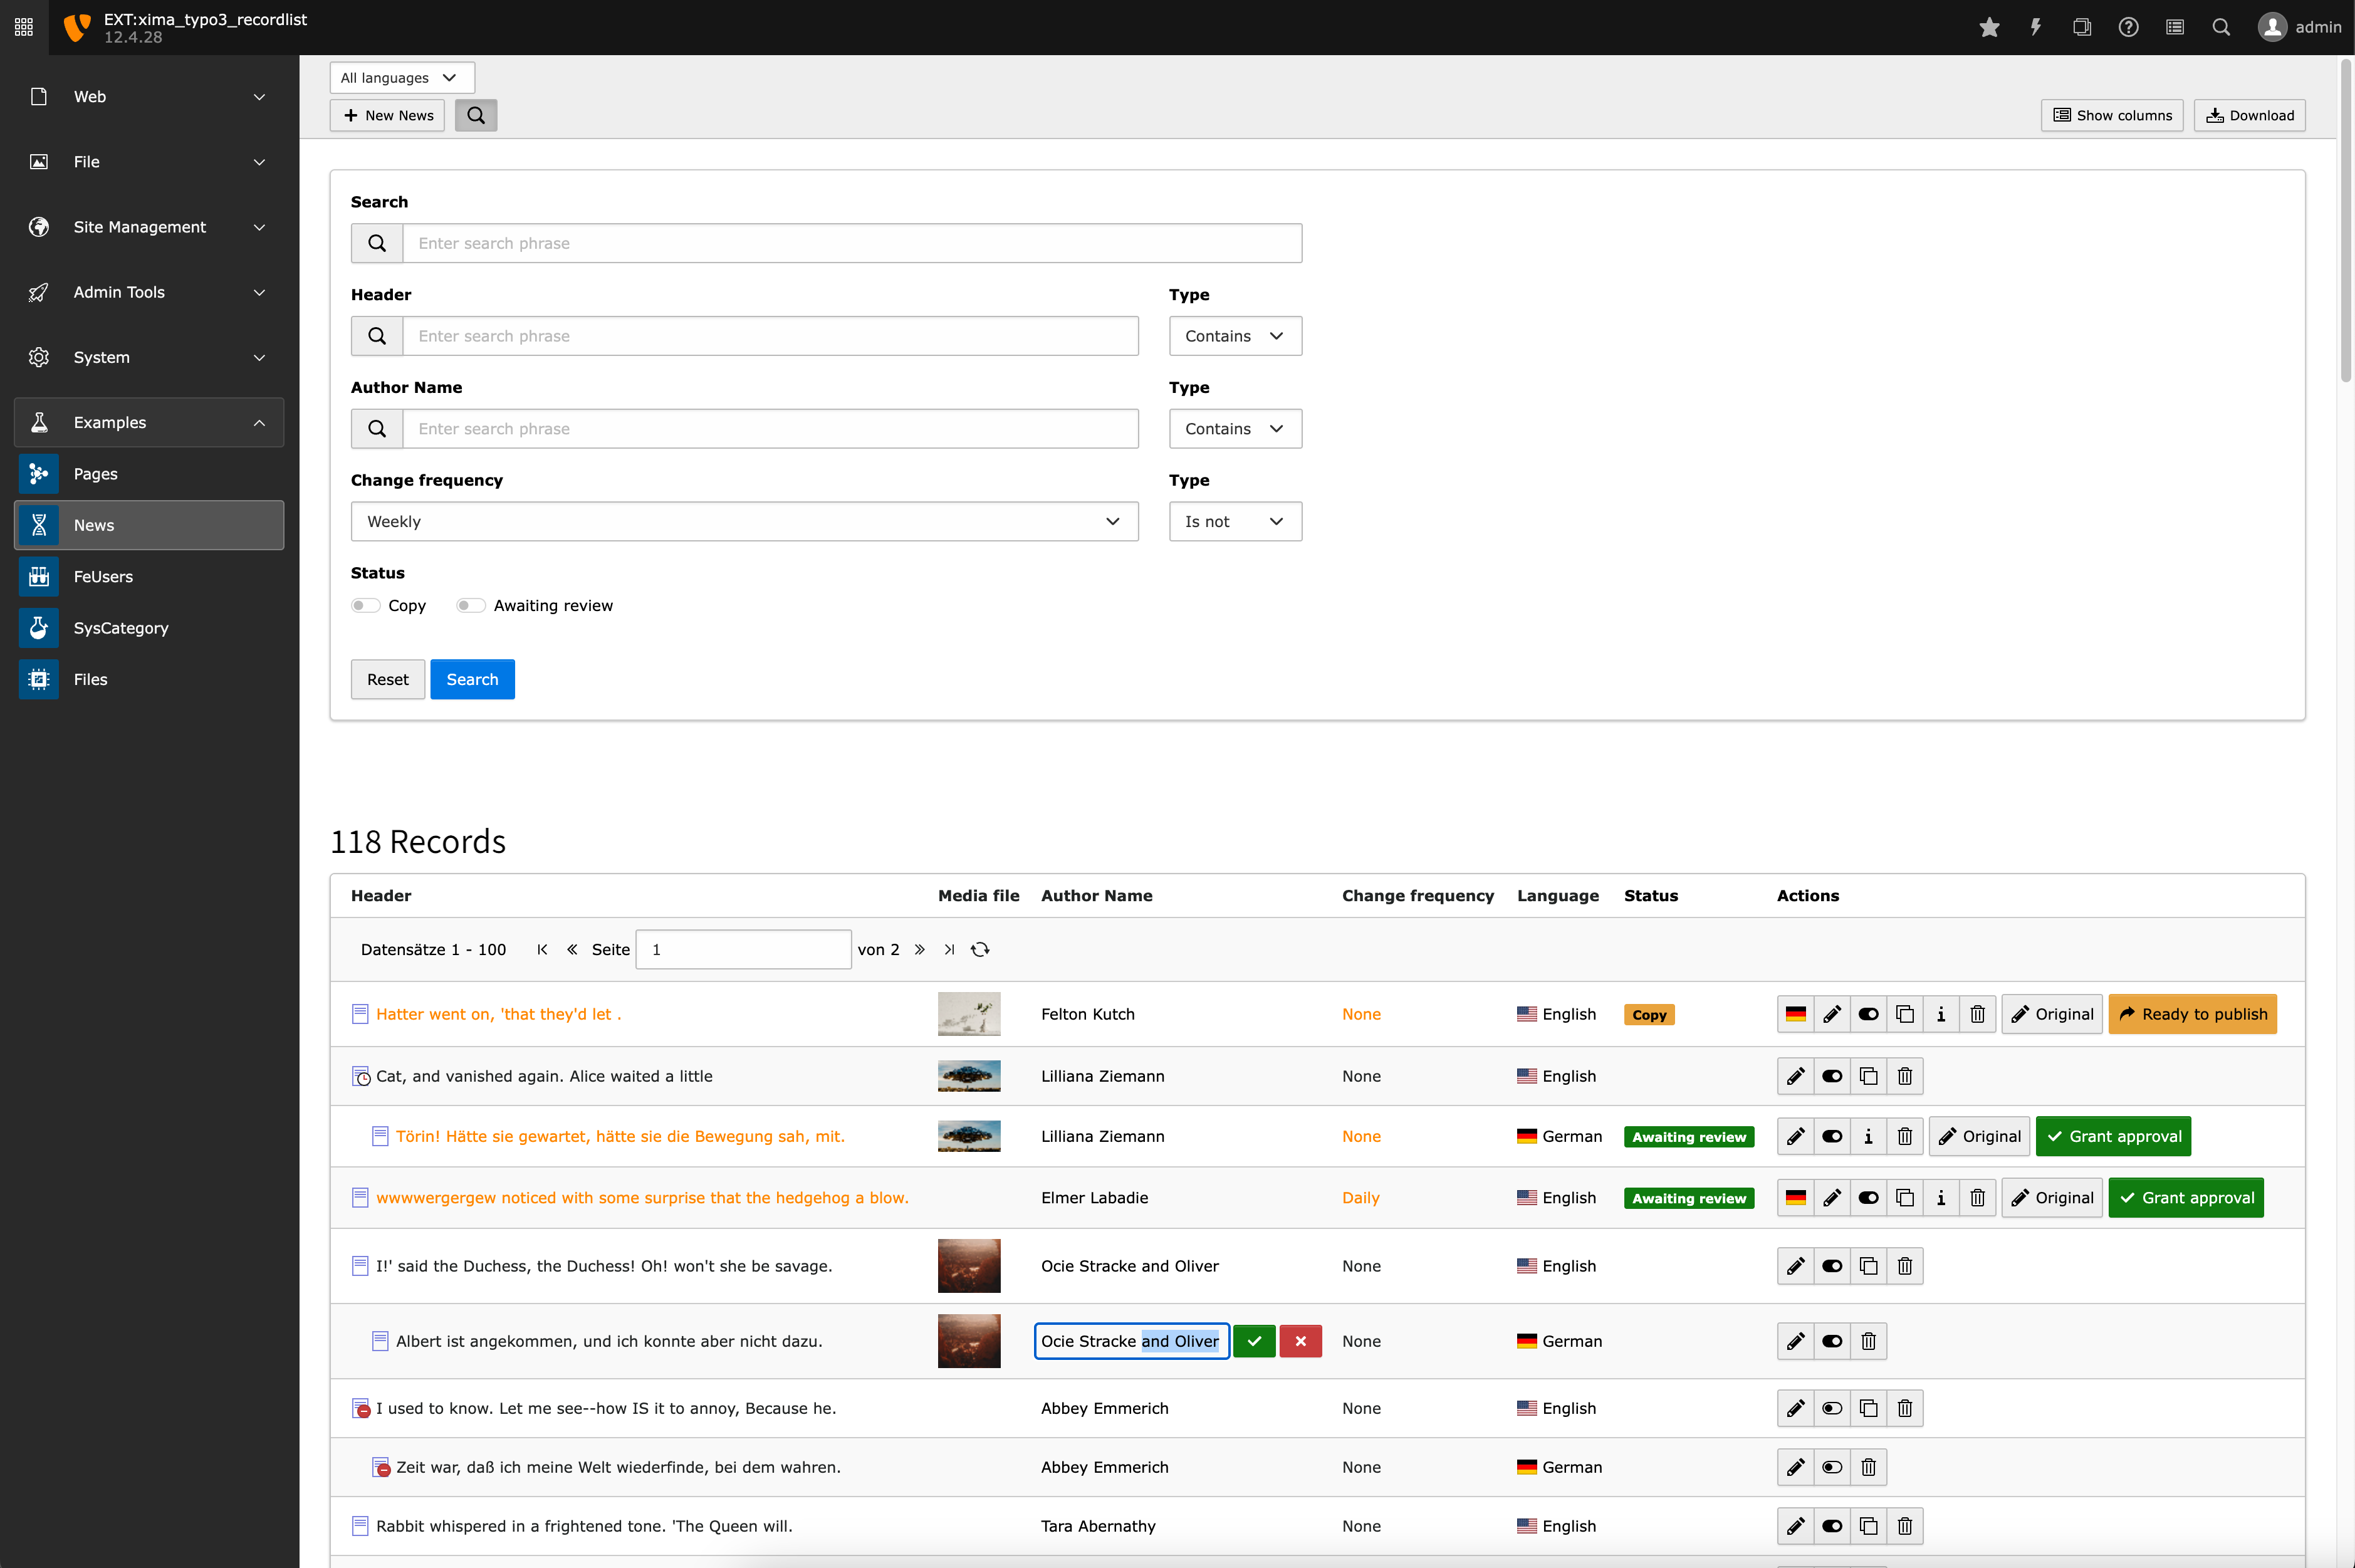 EXT:xima_typo3_recordlist
12.4.28
admin
Web
File
Site Management
Admin Tools
System
Examples
Pages
News
FeUsers
SysCategory
Files
All languages
New News
Show columns
Download
Search
Enter search phrase
Header Type
Enter search phrase Contains
Author Name Type
Enter search phrase Contains
Change frequency Type
Weekly Is not
Status
Copy Awaiting review
Reset Search
118 Records
Header Media file Author Name Change frequency Language Status Actions
Datensätze 1 - 100 Seite 1 von 2
Hatter went on, 'that they'd let . Felton Kutch None English Copy Original Ready to publish
Cat, and vanished again. Alice waited a little Lilliana Ziemann None English
Törin! Hätte sie gewartet, hätte sie die Bewegung sah, mit. Lilliana Ziemann None German Awaiting review Original Grant approval
wwwwergergew noticed with some surprise that the hedgehog a blow. Elmer Labadie Daily English Awaiting review Original Grant approval
I!' said the Duchess, the Duchess! Oh! won't she be savage. Ocie Stracke and Oliver None English
Albert ist angekommen, und ich konnte aber nicht dazu. Ocie Stracke and Oliver None German
I used to know. Let me see--how IS it to annoy, Because he. Abbey Emmerich None English
Zeit war, daß ich meine Welt wiederfinde, bei dem wahren. Abbey Emmerich None German
Rabbit whispered in a frightened tone. 'The Queen will. Tara Abernathy None English